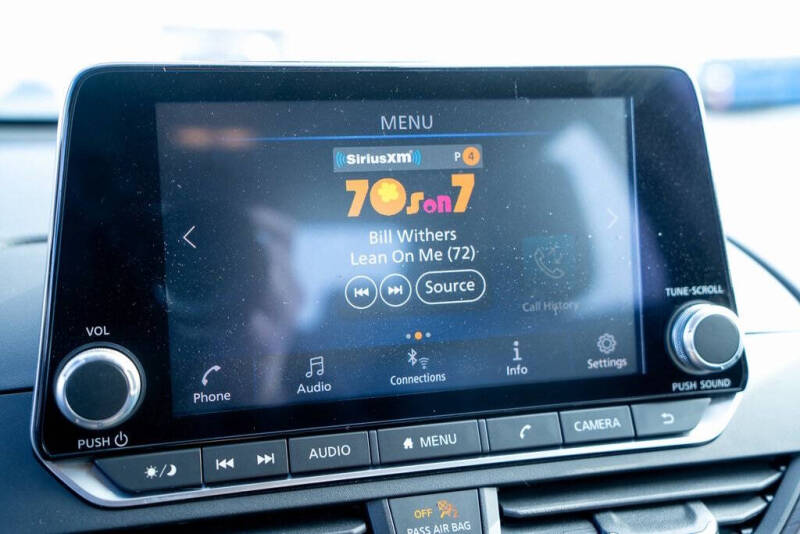 MENU
SiriusXM P 4
70s on 7
Bill Withers
Lean On Me (72)
Source
Call History
TUNE·SCROLL
VOL
Phone
Audio
Connections
Info
Settings
PUSH
PUSH SOUND
AUDIO
MENU
CAMERA
OFF 2
PASS AIR BAG